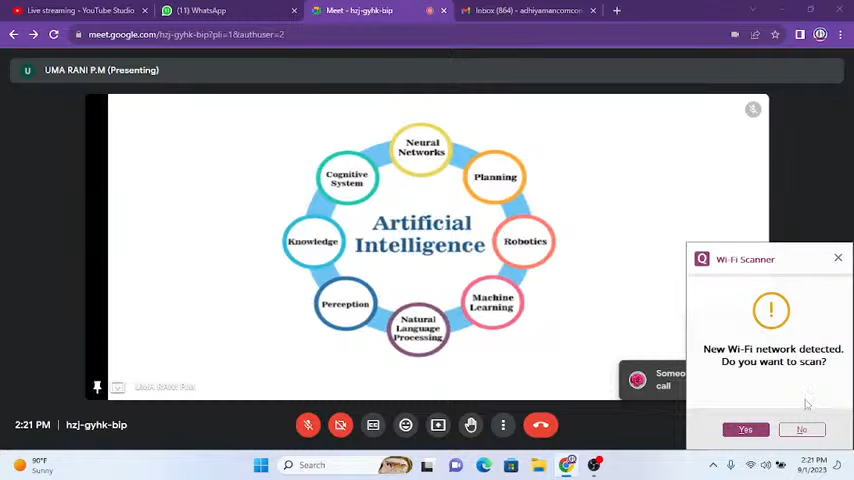 Live streaming - YouTube Studio
(11) WhatsApp
Meet - hzj-gyhk-bip
Inbox (864) - adhiyamancomcon
meet.google.com/hzj-gyhk-bip?pli=1&authuser=2
U
UMA RANI P.M (Presenting)
Neural
Networks
Planning
Robotics
Machine
Learning
Natural
Language
Processing
Perception
Knowledge
Cognitive
System
Artificial
Intelligence
UMA RANI P.M
Q
Wi-Fi Scanner
New Wi-Fi network detected.
Do you want to scan?
Yes
No
Someo
call
2:21 PM | hzj-gyhk-bip
90°F
Sunny
Search
2:21 PM
9/1/2023